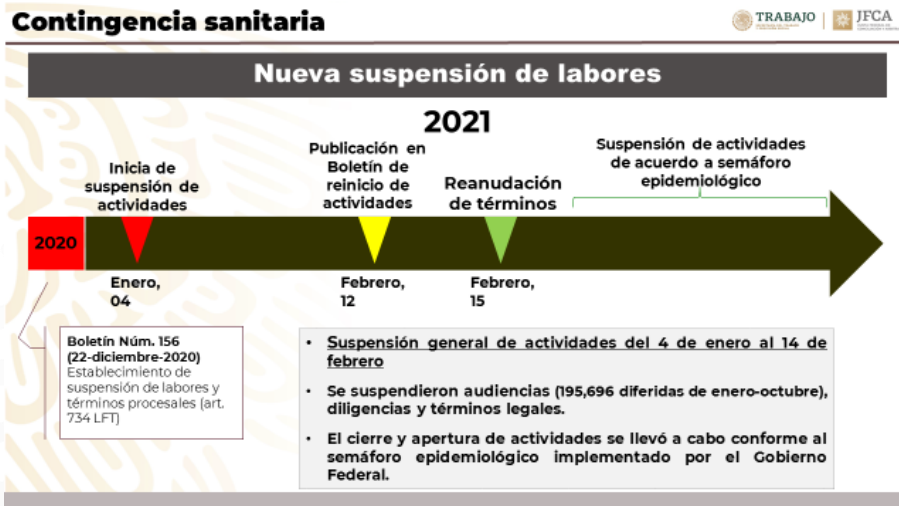 Contingencia sanitaria
TRABAJO
JFCA
Nueva suspensión de labores
2021
Inicia de
suspensión de
actividades
Publicación en
Boletín de
reinicio de
actividades
Reanudación
de términos
Suspensión de actividades
de acuerdo a semáforo
epidemiológico
2020
Enero,
04
Febrero,
12
Febrero,
15
Boletín Núm. 156
(22-diciembre-2020)
Establecimiento de
suspensión de labores y
términos procesales (art.
734 LFT)
• Suspensión general de actividades del 4 de enero al 14 de
febrero
• Se suspendieron audiencias (195,696 diferidas de enero-octubre),
diligencias y términos legales.
• El cierre y apertura de actividades se llevó a cabo conforme al
semáforo epidemiológico implementado por el Gobierno
Federal.